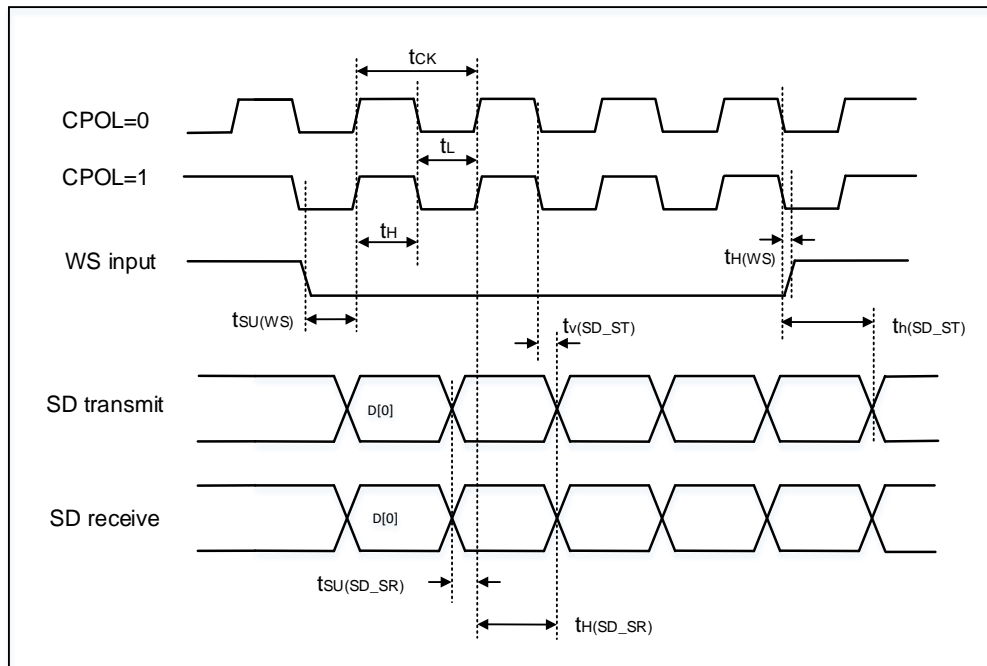 tCK
CPOL=0
tL
CPOL=1
tH
tH(WS)
WS input
tSU(WS)
tv(SD_ST)
th(SD_ST)
SD transmit
D[0]
SD receive
D[0]
tSU(SD_SR)
tH(SD_SR)